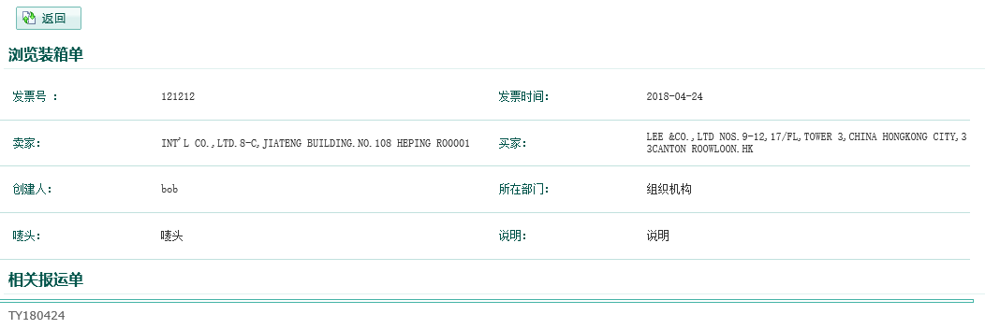 返回
浏览装箱单
发票号 : 121212 发票时间: 2018-04-24
卖家: INT'L CO.,LTD.8-C,JIATENG BUILDING.NO.108 HEPING RO0001 买家: LEE &CO.,LTD NOS.9-12,17/FL,TOWER 3,CHINA HONGKONG CITY,3
3CANTON ROOWLOON.HK
创建人: bob 所在部门: 组织机构
唛头: 唛头 说明: 说明
相关报运单
TY180424